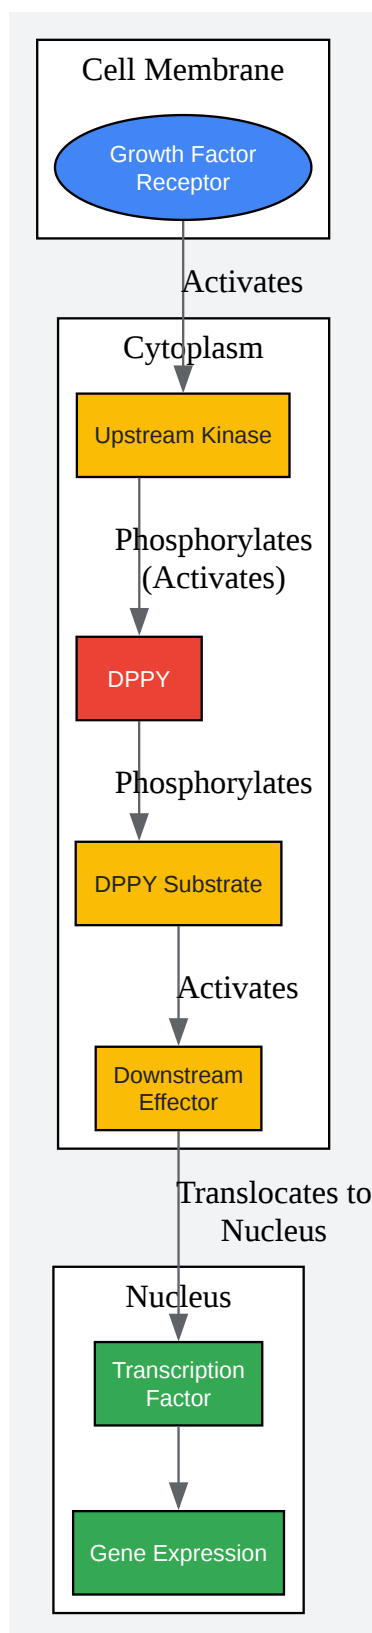 Cell Membrane
Growth Factor
Receptor
Activates
Cytoplasm
Upstream Kinase
Phosphorylates
(Activates)
DPPY
Phosphorylates
DPPY Substrate
Activates
Downstream
Effector
Translocates to
Nucleus
Nucleus
Transcription
Factor
Gene Expression